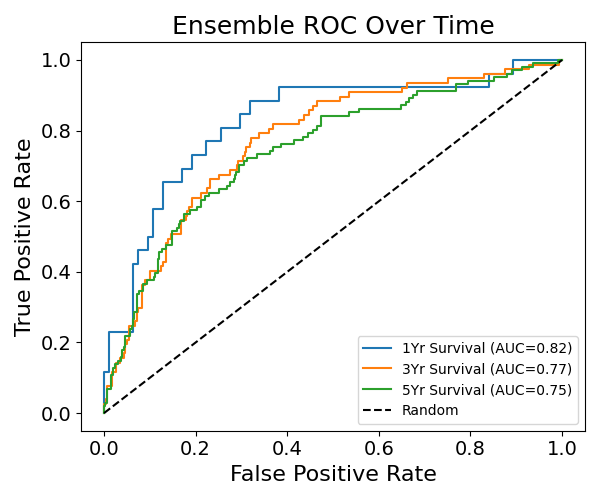 Ensemble ROC Over Time
True Positive Rate
1.0
0.8
0.6
0.4
0.2
0.0
0.0 0.2 0.4 0.6 0.8 1.0
False Positive Rate
1Yr Survival (AUC=0.82)
3Yr Survival (AUC=0.77)
5Yr Survival (AUC=0.75)
Random